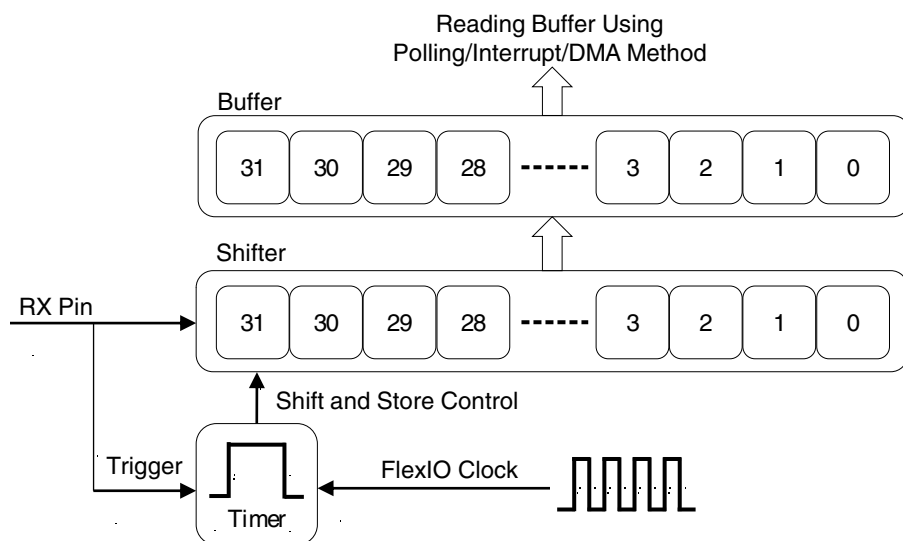 Reading Buffer Using
Polling/Interrupt/DMA Method
Buffer
31 30 29 28 3 2 1 0
Shifter
RX Pin
31 30 29 28 3 2 1 0
Shift and Store Control
Trigger
FlexIO Clock
Timer